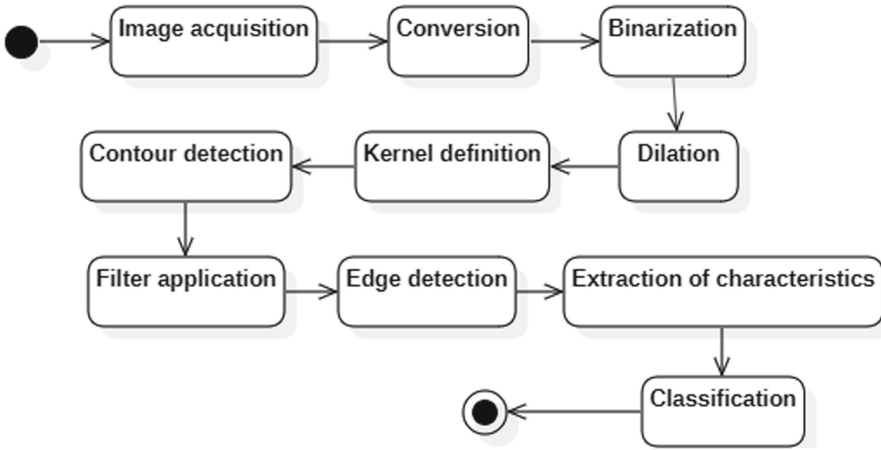 Image acquisition
Conversion
Binarization
Contour detection
Kernel definition
Dilation
Filter application
Edge detection
Extraction of characteristics
Classification